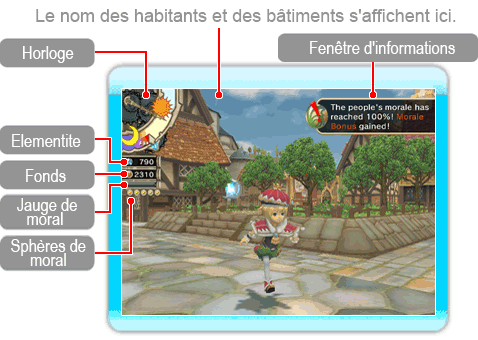 Le nom des habitants et des bâtiments s'affichent ici.
Horloge
Fenêtre d'informations
The people's morale has
reached 100%! Morale
Bonus gained!
Elementite
790
Fonds
2310
Jauge de
moral
Sphères de
moral